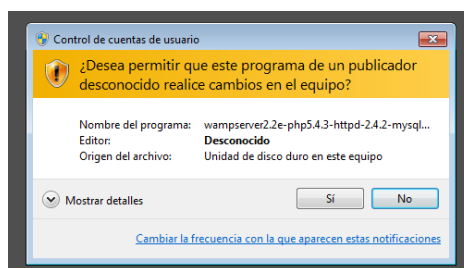 Control de cuentas de usuario
¿Desea permitir que este programa de un publicador
desconocido realice cambios en el equipo?
Nombre del programa: wampserver2.2e-php5.4.3-httpd-2.4.2-mysql...
Editor: Desconocido
Origen del archivo: Unidad de disco duro en este equipo
Mostrar detalles Sí No
Cambiar la frecuencia con la que aparecen estas notificaciones